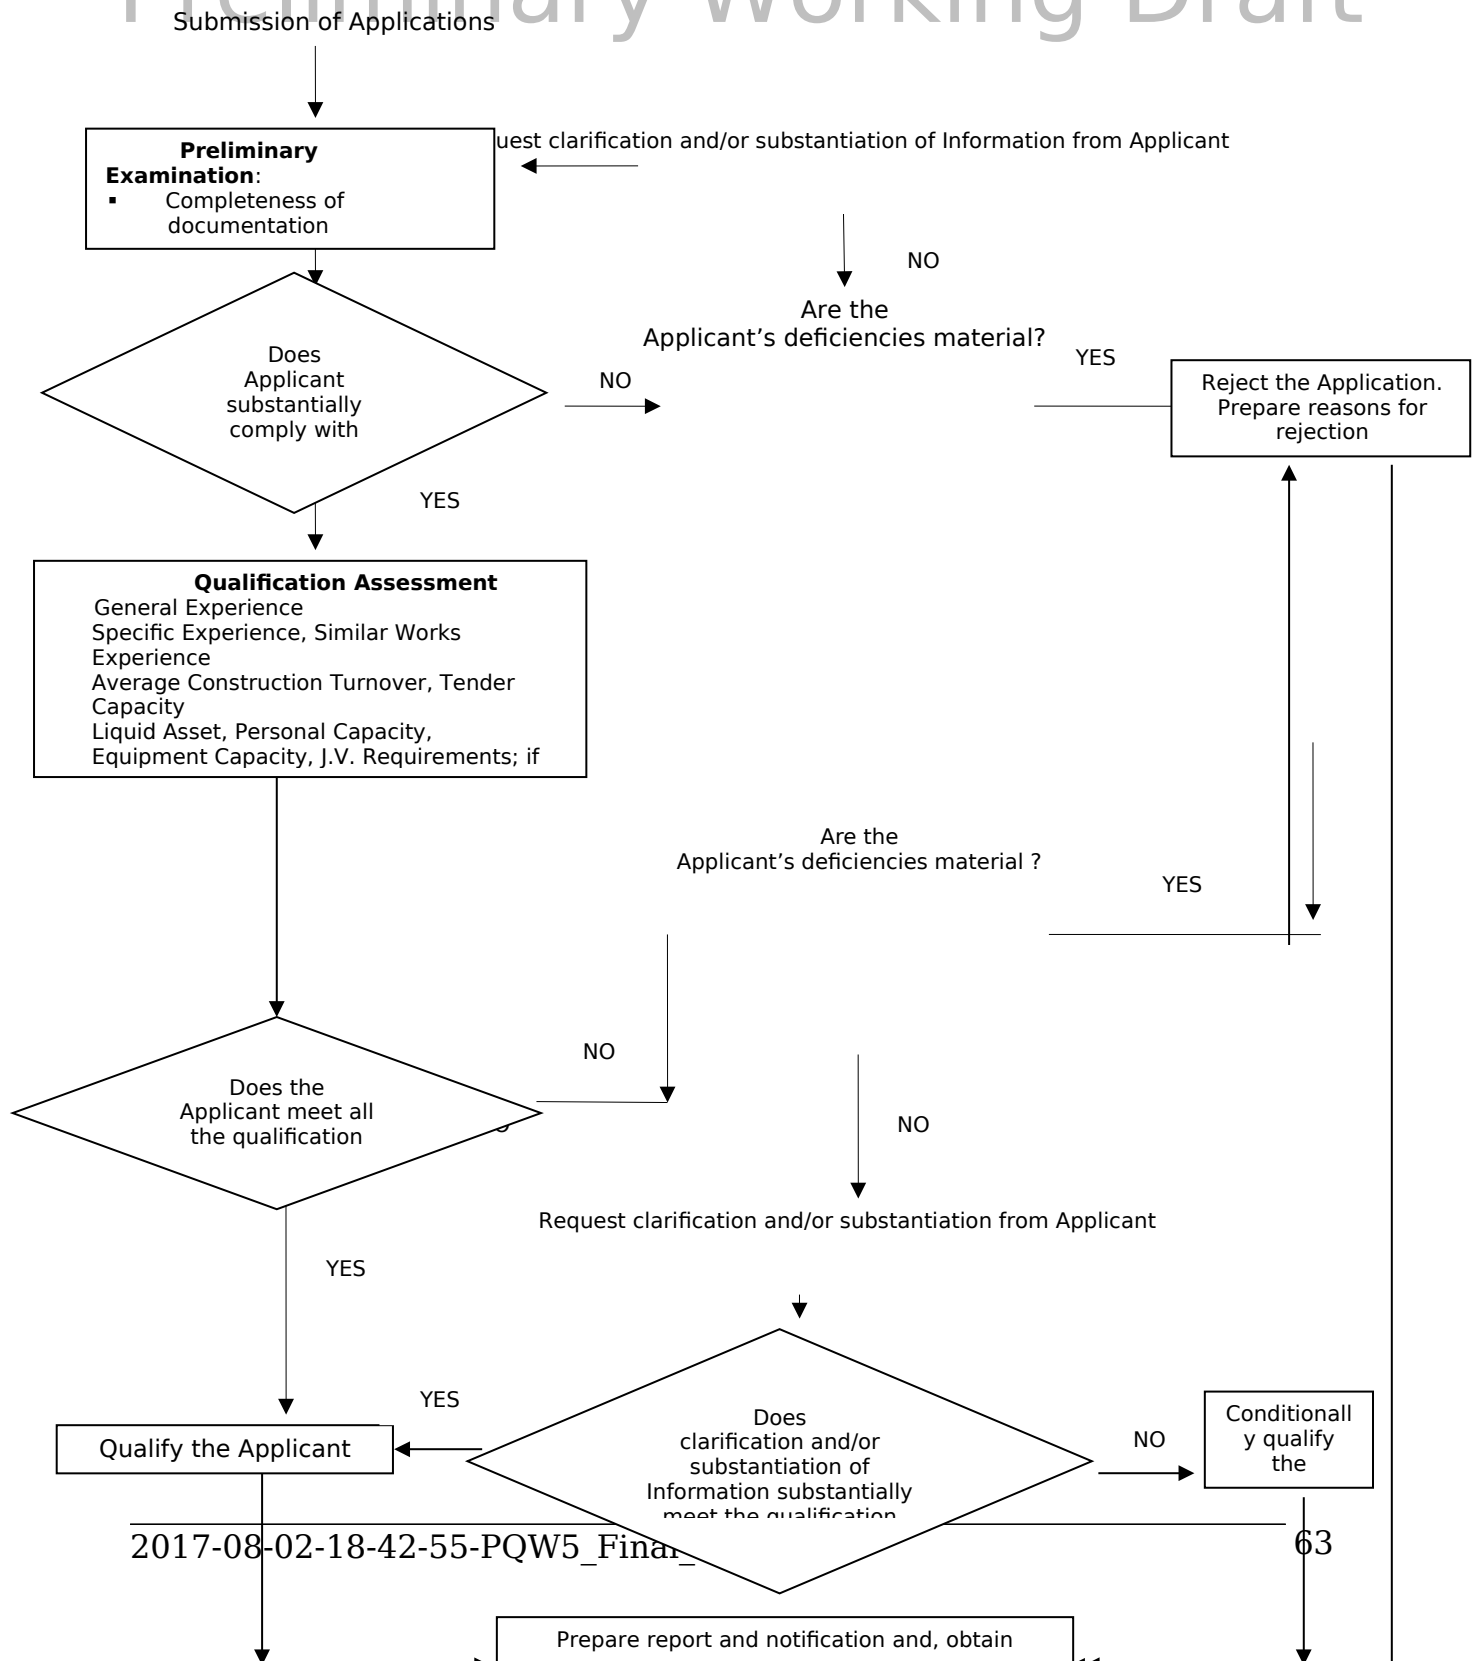 Preliminary Working Draft
Submission of Applications
uest clarification and/or substantiation of Information from Applicant
Preliminary
Examination:
▪ Completeness of
documentation
NO
Are the
Applicant’s deficiencies material?
YES
Does
Applicant
substantially
comply with
NO
Reject the Application.
Prepare reasons for
rejection
YES
Qualification Assessment
General Experience
Specific Experience, Similar Works
Experience
Average Construction Turnover, Tender
Capacity
Liquid Asset, Personal Capacity,
Equipment Capacity, J.V. Requirements; if
Are the
Applicant’s deficiencies material ?
YES
NO
Does the
Applicant meet all
the qualification
NO
Request clarification and/or substantiation from Applicant
YES
YES
Qualify the Applicant
Does
clarification and/or
substantiation of
Information substantially
meet the qualification
NO
Conditionall
y qualify
the
2017-08-02-18-42-55-PQW5_Final_
63
Prepare report and notification and, obtain